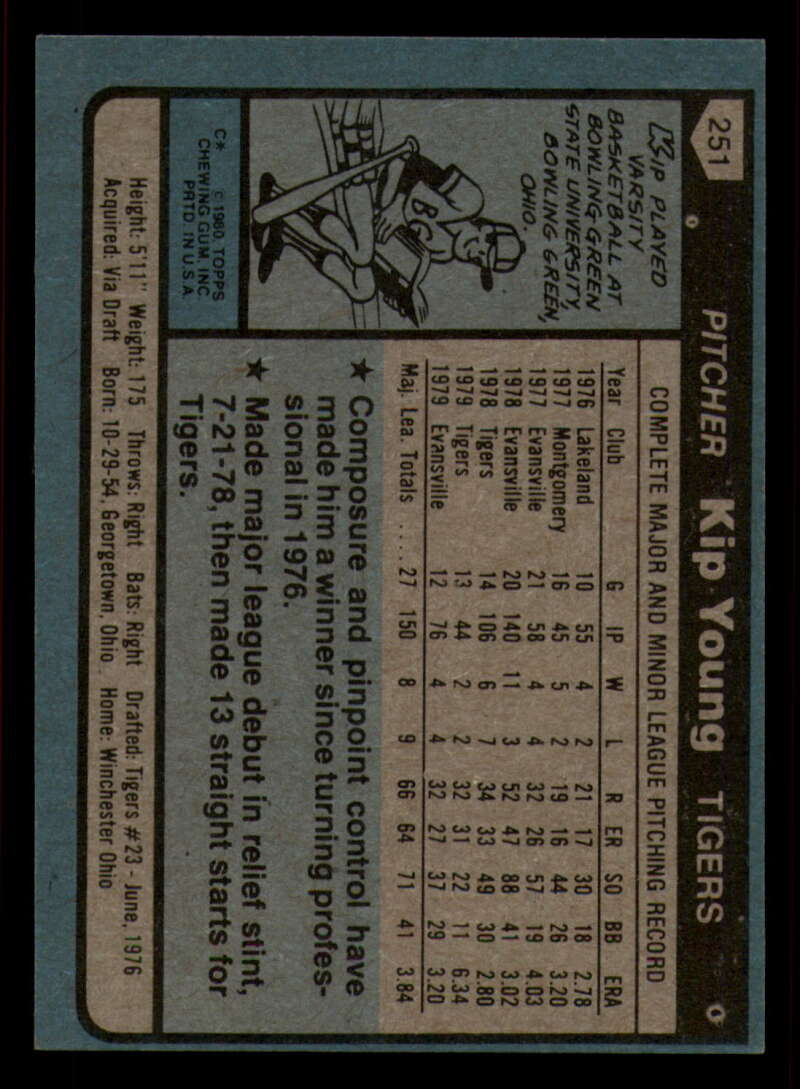 251
PITCHER Kip Young TIGERS
KIP PLAYED
VARSITY
BASKETBALL AT
BOWLING GREEN
STATE UNIVERSITY,
BOWLING GREEN,
OHIO.
BG
C* © 1980 TOPPS
CHEWING GUM, INC.
PRTD. IN U.S.A.
COMPLETE MAJOR AND MINOR LEAGUE PITCHING RECORD
Year Club G IP W L R ER SO BB ERA
1976 Lakeland 10 55 4 2 21 17 30 18 2.78
1977 Montgomery 16 45 5 2 19 16 44 26 3.20
1977 Evansville 21 58 4 4 32 26 57 19 4.03
1978 Evansville 20 140 11 3 52 47 88 41 3.02
1978 Tigers 14 106 6 7 34 33 49 30 2.80
1979 Tigers 13 44 2 2 32 31 22 11 6.34
1979 Evansville 12 76 4 4 32 27 37 29 3.20
Maj. Lea. Totals .... 27 150 8 9 66 64 71 41 3.84
★ Composure and pinpoint control have
made him a winner since turning profes-
sional in 1976.
★ Made major league debut in relief stint,
7-21-78, then made 13 straight starts for
Tigers.
Height: 5'11" Weight: 175 Throws: Right Bats: Right Drafted: Tigers #23 - June, 1976
Acquired: Via Draft Born: 10-29-54, Georgetown, Ohio Home: Winchester Ohio